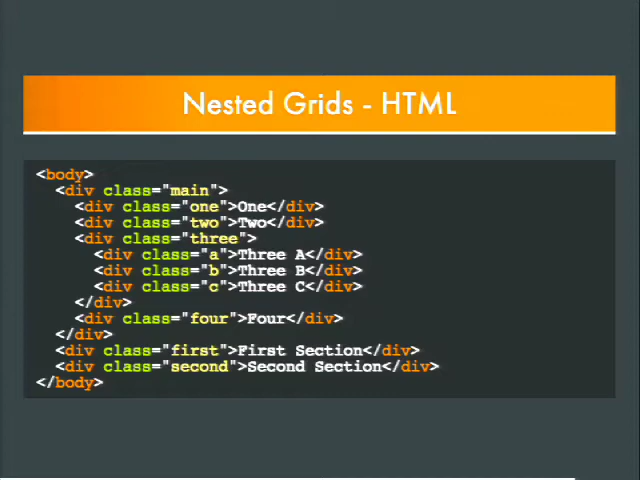 Nested Grids - HTML
<body>
<div class="main">
<div class="one">One</div>
<div class="two">Two</div>
<div class="three">
<div class="a">Three A</div>
<div class="b">Three B</div>
<div class="c">Three C</div>
</div>
<div class="four">Four</div>
</div>
<div class="first">First Section</div>
<div class="second">Second Section</div>
</body>